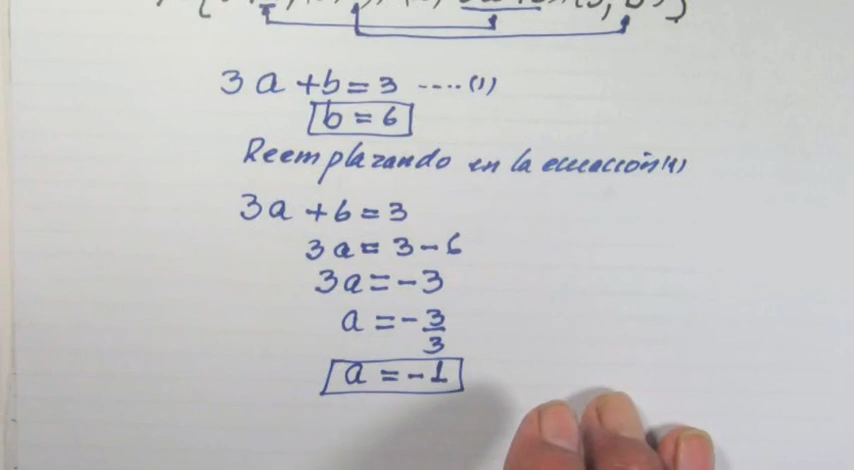 3a + b = 3 ----(1)
b = 6
Reemplazando en la ecuación (1)
3a + 6 = 3
3a = 3 - 6
3a = -3
a = -3/3
a = -1